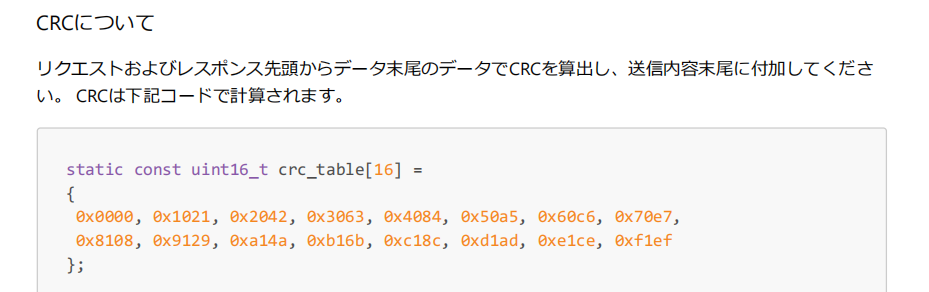 CRCについて
リクエストおよびレスポンス先頭からデータ末尾のデータでCRCを算出し、送信内容末尾に付加してくださ
い。 CRCは下記コードで計算されます。
static const uint16_t crc_table[16] =
{
0x0000, 0x1021, 0x2042, 0x3063, 0x4084, 0x50a5, 0x60c6, 0x70e7,
0x8108, 0x9129, 0xa14a, 0xb16b, 0xc18c, 0xd1ad, 0xe1ce, 0xf1ef
};